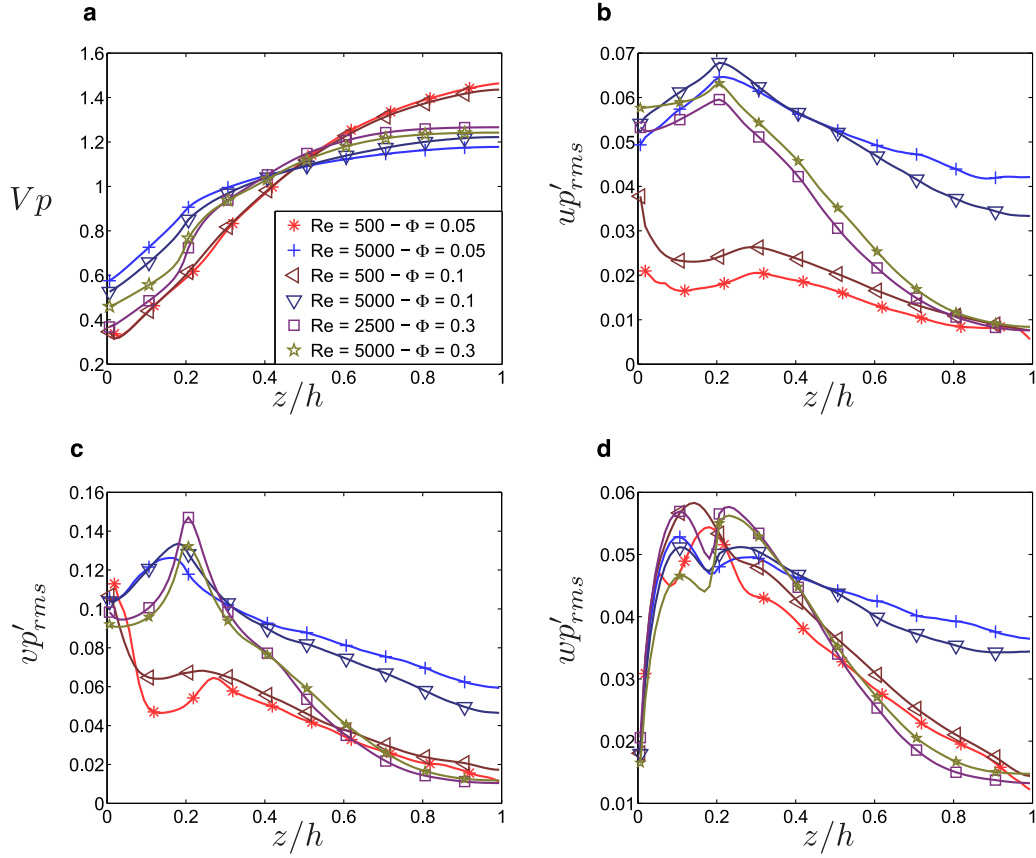 a
1.6
1.4
1.2
1
0.8
0.6
0.4
0.2
Vp
0 0.2 0.4 0.6 0.8 1
z/h
Re = 500 − Φ = 0.05
Re = 5000 − Φ = 0.05
Re = 500 − Φ = 0.1
Re = 5000 − Φ = 0.1
Re = 2500 − Φ = 0.3
Re = 5000 − Φ = 0.3
b
0.07
0.06
0.05
0.04
0.03
0.02
0.01
0
up′rms
0 0.2 0.4 0.6 0.8 1
z/h
c
0.16
0.14
0.12
0.1
0.08
0.06
0.04
0.02
0
vp′rms
0 0.2 0.4 0.6 0.8 1
z/h
d
0.06
0.05
0.04
0.03
0.02
0.01
wp′rms
0 0.2 0.4 0.6 0.8 1
z/h